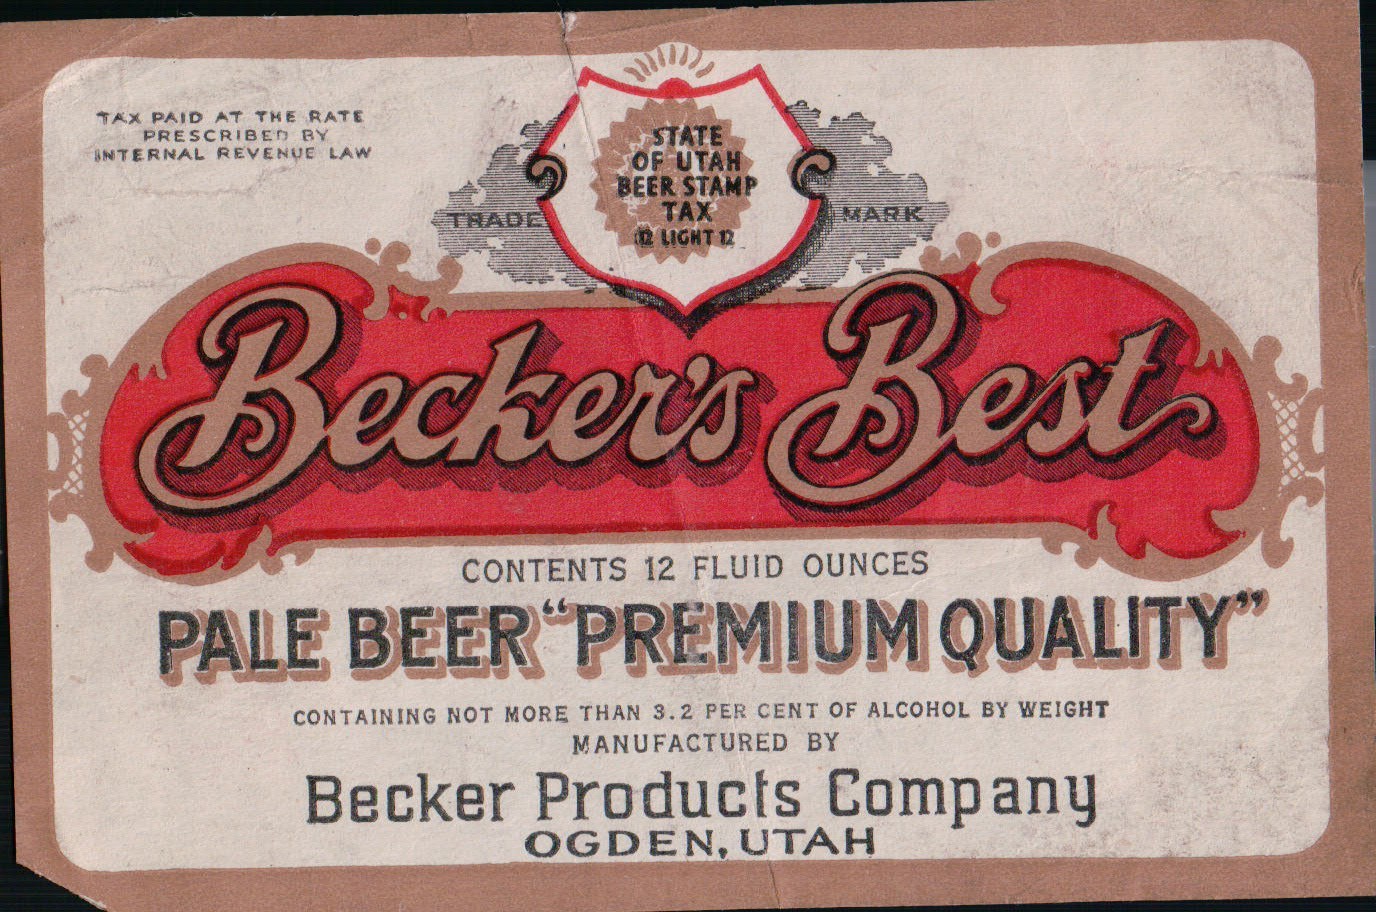 TAX PAID AT THE RATE
PRESCRIBED BY
INTERNAL REVENUE LAW
STATE
OF UTAH
BEER STAMP
TAX
12 LIGHT 12
TRADE MARK
Becker's Best
CONTENTS 12 FLUID OUNCES
PALE BEER “PREMIUM QUALITY”
CONTAINING NOT MORE THAN 3.2 PER CENT OF ALCOHOL BY WEIGHT
MANUFACTURED BY
Becker Products Company
OGDEN, UTAH